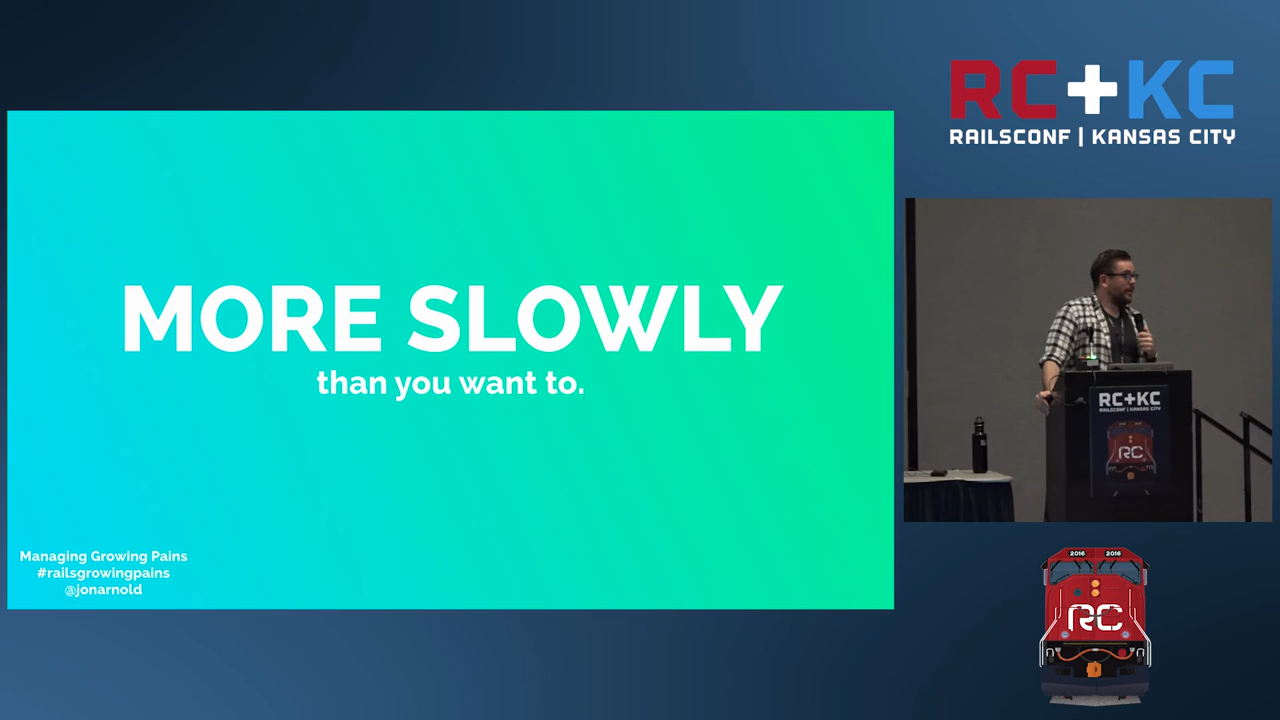 RC+KC
RAILSCONF | KANSAS CITY
MORE SLOWLY
than you want to.
Managing Growing Pains
#railsgrowingpains
@jonarnold
RC+KC
RAILSCONF | KANSAS CITY
RC
2016 2016
RC